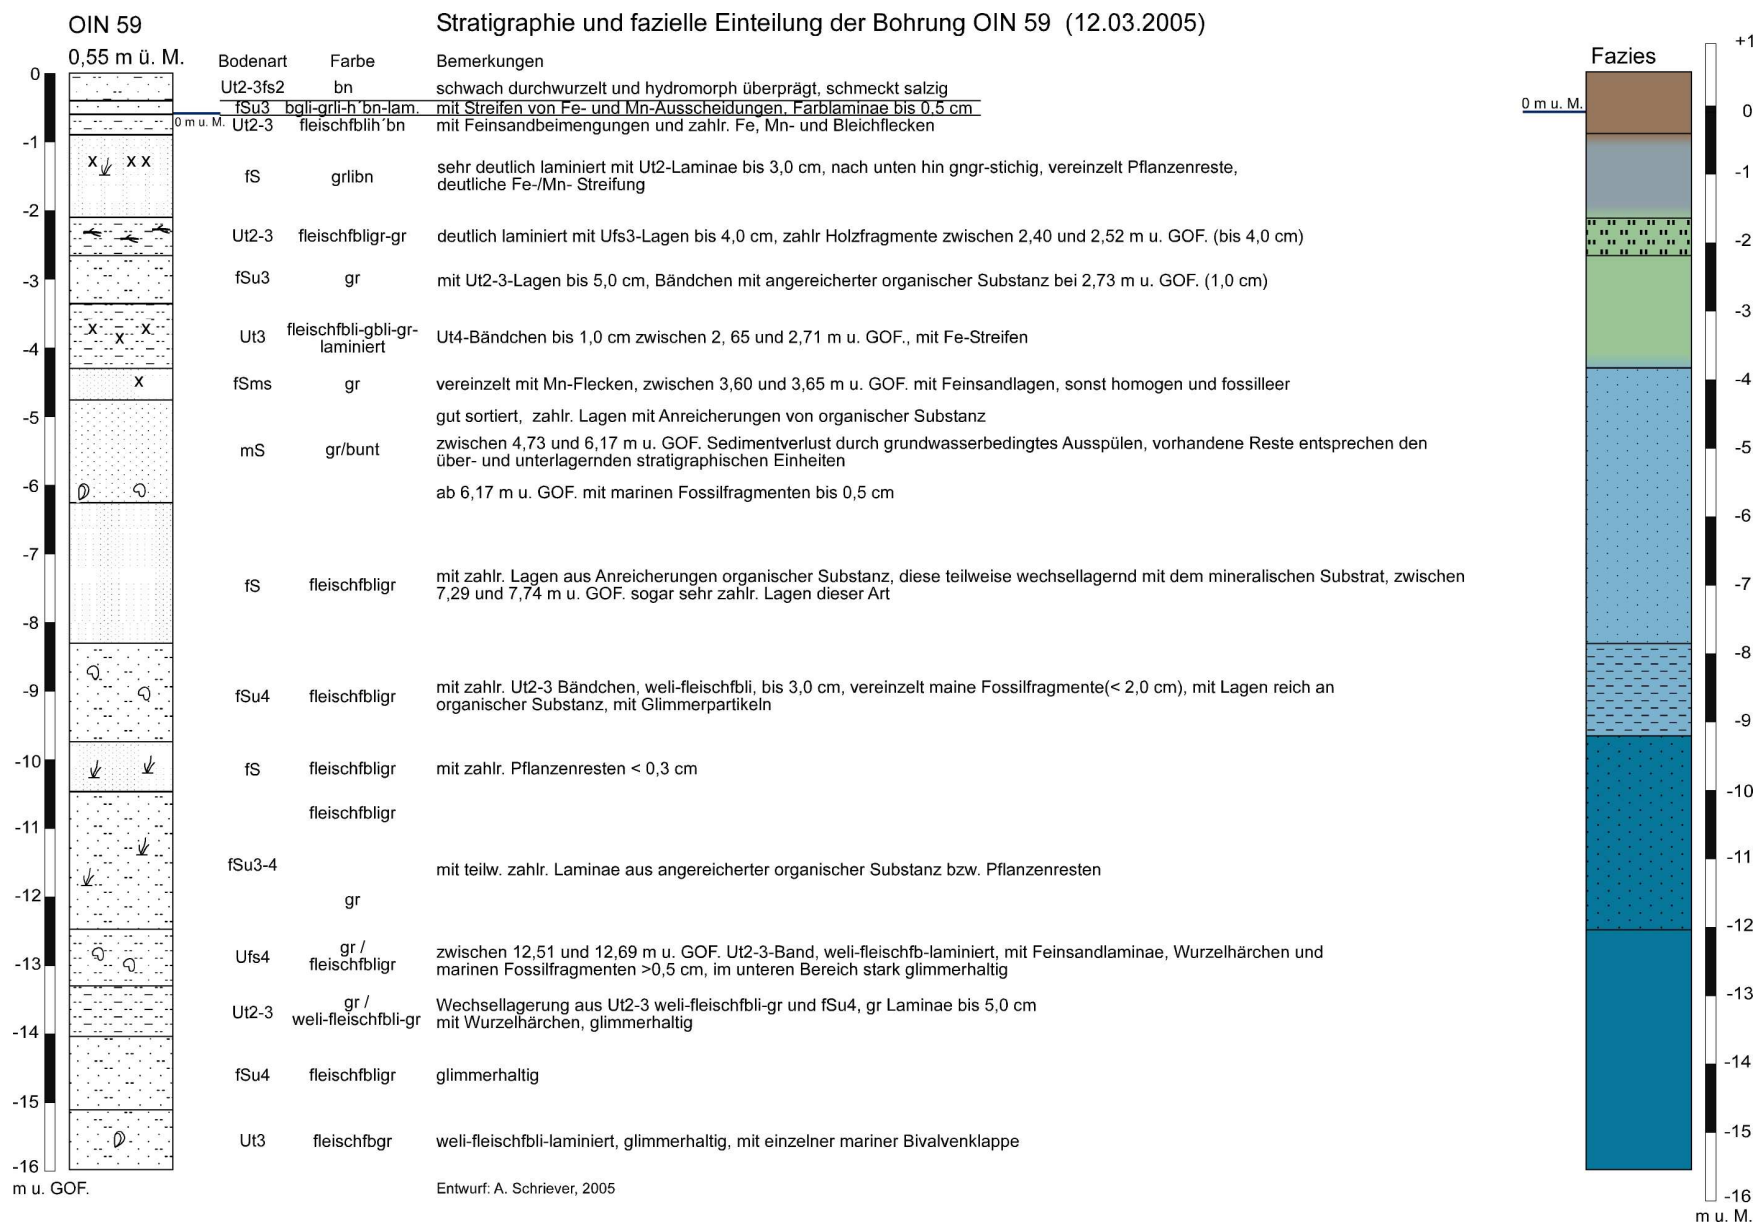 OIN 59
Stratigraphie und fazielle Einteilung der Bohrung OIN 59 (12.03.2005)
0,55 m ü. M.
Bodenart Farbe Bemerkungen
Fazies
Ut2-3fs2 bn schwach durchwurzelt und hydromorph überprägt, schmeckt salzig
fSu3 bgli-grli-h´bn-lam. mit Streifen von Fe- und Mn-Ausscheidungen, Farblaminae bis 0,5 cm
0 m u. M.
Ut2-3 fleischfblih´bn mit Feinsandbeimengungen und zahlr. Fe, Mn- und Bleichflecken
fS grlibn sehr deutlich laminiert mit Ut2-Laminae bis 3,0 cm, nach unten hin gngr-stichig, vereinzelt Pflanzenreste,
deutliche Fe-/Mn- Streifung
Ut2-3 fleischfbligr-gr deutlich laminiert mit Ufs3-Lagen bis 4,0 cm, zahlr Holzfragmente zwischen 2,40 und 2,52 m u. GOF. (bis 4,0 cm)
fSu3 gr mit Ut2-3-Lagen bis 5,0 cm, Bändchen mit angereicherter organischer Substanz bei 2,73 m u. GOF. (1,0 cm)
Ut3 fleischfbli-gbli-gr-
laminiert
Ut4-Bändchen bis 1,0 cm zwischen 2, 65 und 2,71 m u. GOF., mit Fe-Streifen
fSms gr vereinzelt mit Mn-Flecken, zwischen 3,60 und 3,65 m u. GOF. mit Feinsandlagen, sonst homogen und fossilleer
gut sortiert, zahlr. Lagen mit Anreicherungen von organischer Substanz
mS gr/bunt zwischen 4,73 und 6,17 m u. GOF. Sedimentverlust durch grundwasserbedingtes Ausspülen, vorhandene Reste entsprechen den
über- und unterlagernden stratigraphischen Einheiten
ab 6,17 m u. GOF. mit marinen Fossilfragmenten bis 0,5 cm
fS fleischfbligr mit zahlr. Lagen aus Anreicherungen organischer Substanz, diese teilweise wechsellagernd mit dem mineralischen Substrat, zwischen
7,29 und 7,74 m u. GOF. sogar sehr zahlr. Lagen dieser Art
fSu4 fleischfbligr mit zahlr. Ut2-3 Bändchen, weli-fleischfbli, bis 3,0 cm, vereinzelt maine Fossilfragmente(< 2,0 cm), mit Lagen reich an
organischer Substanz, mit Glimmerpartikeln
fS fleischfbligr mit zahlr. Pflanzenresten < 0,3 cm
fleischfbligr
fSu3-4 mit teilw. zahlr. Laminae aus angereicherter organischer Substanz bzw. Pflanzenresten
gr
Ufs4 gr /
fleischfbligr
zwischen 12,51 und 12,69 m u. GOF. Ut2-3-Band, weli-fleischfb-laminiert, mit Feinsandlaminae, Wurzelhärchen und
marinen Fossilfragmenten >0,5 cm, im unteren Bereich stark glimmerhaltig
Ut2-3 gr /
weli-fleischfbli-gr
Wechsellagerung aus Ut2-3 weli-fleischfbli-gr und fSu4, gr Laminae bis 5,0 cm
mit Wurzelhärchen, glimmerhaltig
fSu4 fleischfbligr glimmerhaltig
Ut3 fleischfbgr weli-fleischfbli-laminiert, glimmerhaltig, mit einzelner mariner Bivalvenklappe
Entwurf: A. Schriever, 2005
0
-1
-2
-3
-4
-5
-6
-7
-8
-9
-10
-11
-12
-13
-14
-15
-16
m u. GOF.
x x x
x x x
x
0 m u. M.
+1
0
-1
-2
-3
-4
-5
-6
-7
-8
-9
-10
-11
-12
-13
-14
-15
-16
m u. M.